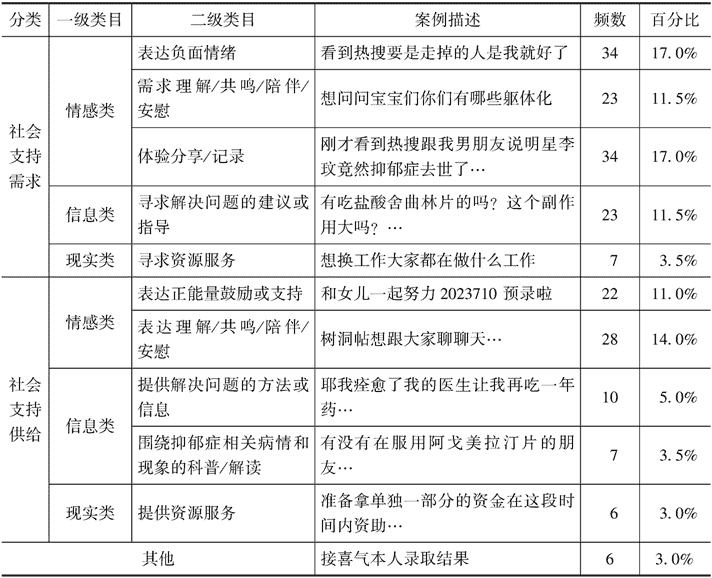 分类 一级类目 二级类目 案例描述 频数 百分比
社会支持需求 情感类 表达负面情绪 看到热搜要是走掉的人是我就好了 34 17.0%
需求理解/共鸣/陪伴/
安慰 想问问宝宝们你们有哪些躯体化 23 11.5%
体验分享/记录 刚才看到热搜跟我男朋友说明星李
玟竟然抑郁症去世了… 34 17.0%
信息类 寻求解决问题的建议或
指导 有吃盐酸舍曲林片的吗？这个副作
用大吗？… 23 11.5%
现实类 寻求资源服务 想换工作大家都在做什么工作 7 3.5%
社会支持供给 情感类 表达正能量鼓励或支持 和女儿一起努力2023710预录啦 22 11.0%
表达理解/共鸣/陪伴/
安慰 树洞帖想跟大家聊聊天… 28 14.0%
信息类 提供解决问题的方法或
信息 耶我痊愈了我的医生让我再吃一年
药… 10 5.0%
围绕抑郁症相关病情和
现象的科普/解读 有没有在服用阿戈美拉汀片的朋
友… 7 3.5%
现实类 提供资源服务 准备拿单独一部分的资金在这段时
间内资助… 6 3.0%
其他 接喜气本人录取结果 6 3.0%